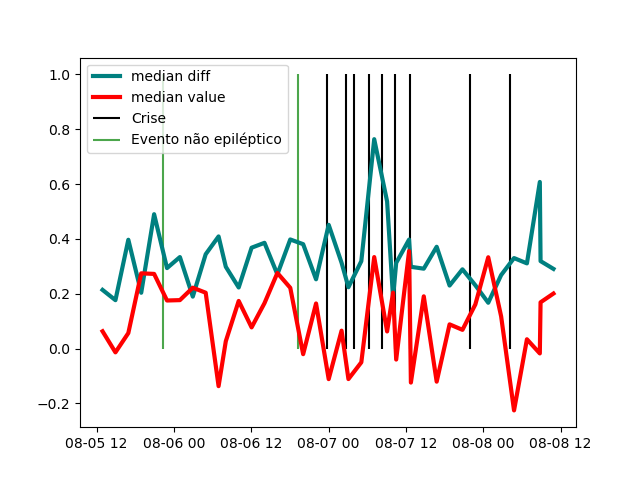 median diff
median value
Crise
Evento não epiléptico
1.0
0.8
0.6
0.4
0.2
0.0
−0.2
08-05 12 08-06 00 08-06 12 08-07 00 08-07 12 08-08 00 08-08 12